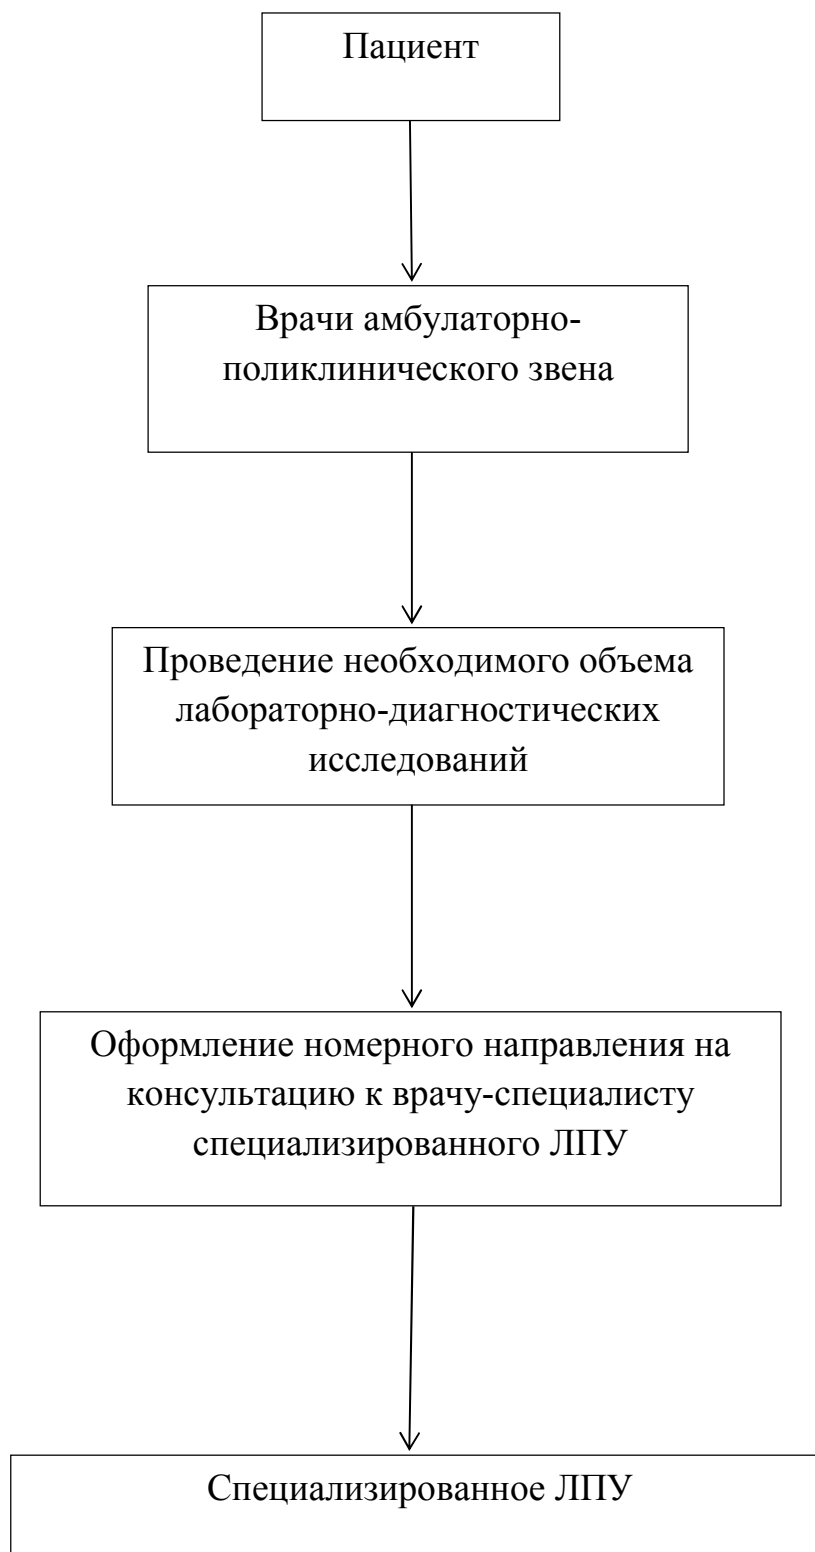 Пациент
Врачи амбулаторно-
поликлинического звена
Проведение необходимого объема
лабораторно-диагностических
исследований
Оформление номерного направления на
консультацию к врачу-специалисту
специализированного ЛПУ
Специализированное ЛПУ